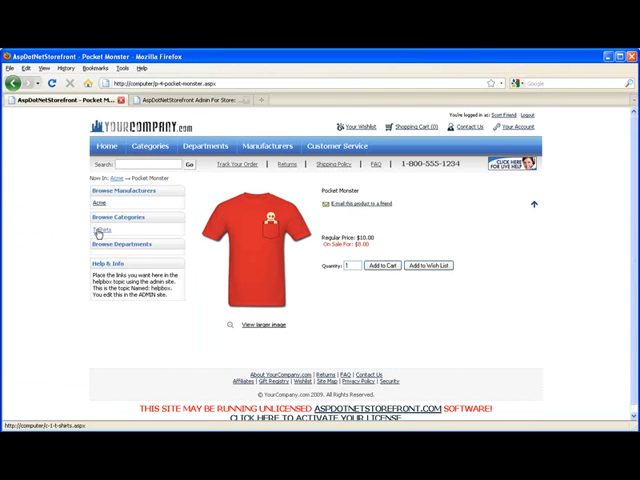 AspDotNetStorefront - Pocket Monster - Mozilla Firefox
File Edit View History Bookmarks Tools Help
http://computer/p-4-pocket-monster.aspx
Google
AspDotNetStorefront - Pocket M...
AspDotNetStorefront Admin For Store: ...
You're logged in as: Scott Friend Logout
YOURCOMPANY.com
Your Wishlist Shopping Cart (0) Contact Us Your Account
Home Categories Departments Manufacturers Customer Service
Search: Go Track Your Order | Returns | Shipping Policy | FAQ | 1-800-555-1234
CLICK HERE FOR LIVE HELP
Now In: Acme -> Pocket Monster
Browse Manufacturers
Acme
Browse Categories
Browse Departments
Help & Info
Place the links you want here in the
helpbox topic using the admin site.
This is the topic Named: helpbox.
You edit this in the ADMIN site.
Pocket Monster
E-mail this product to a friend
Regular Price: $10.00
On Sale For: $8.00
Quantity: 1 Add to Cart Add to Wish List
View larger image
About YourCompany.com | Returns | FAQ | Contact Us
Affiliates | Gift Registry | Wishlist | Site Map | Privacy Policy | Security
© YourCompany.com 2009. All Rights Reserved.
THIS SITE MAY BE RUNNING UNLICENSED ASPDOTNETSTOREFRONT.COM SOFTWARE!
CLICK HERE TO ACTIVATE YOUR LICENSE
http://computer/c-1-t-shirts.aspx